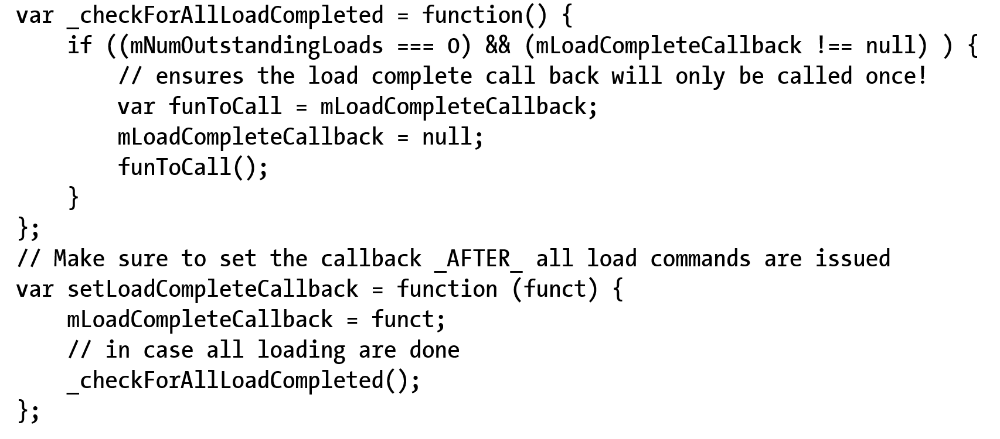 var _checkForAllLoadCompleted = function() {
    if ((mNumOutstandingLoads === 0) && (mLoadCompleteCallback !== null) ) {
        // ensures the load complete call back will only be called once!
        var funToCall = mLoadCompleteCallback;
        mLoadCompleteCallback = null;
        funToCall();
    }
};
// Make sure to set the callback _AFTER_ all load commands are issued
var setLoadCompleteCallback = function (funct) {
    mLoadCompleteCallback = funct;
    // in case all loading are done
    _checkForAllLoadCompleted();
};